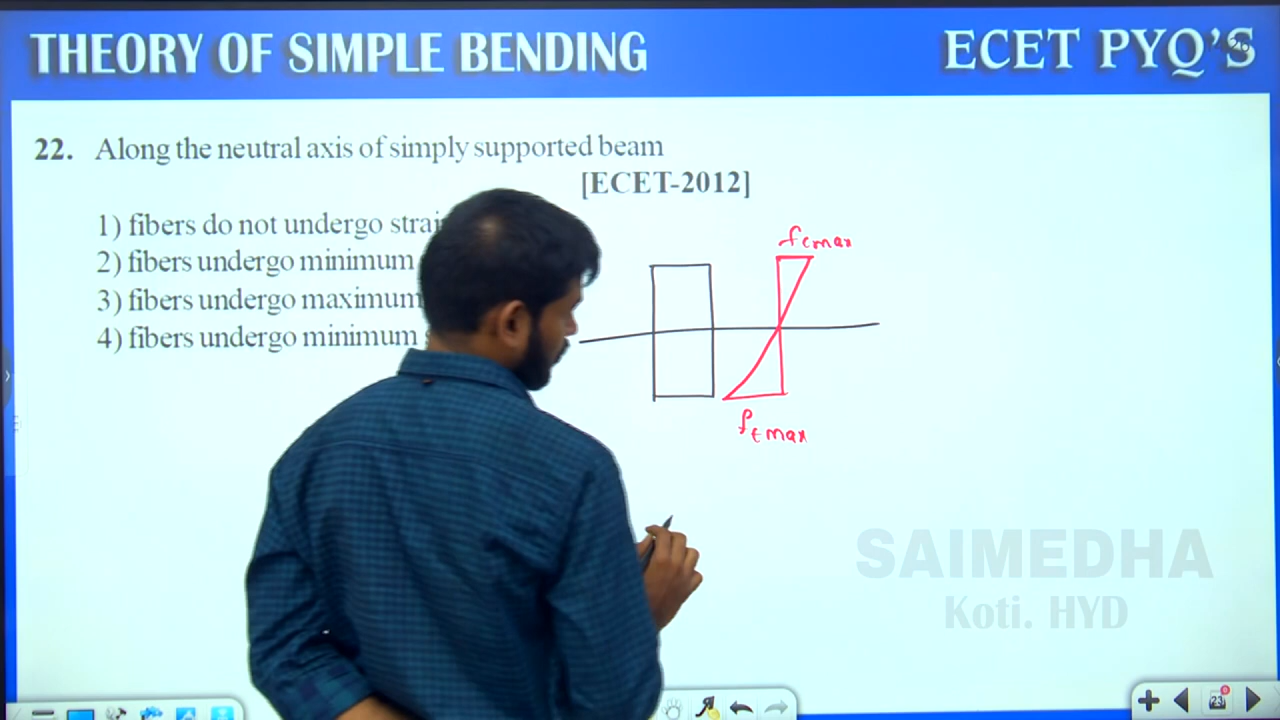 THEORY OF SIMPLE BENDING
ECET PYQ'S
22. Along the neutral axis of simply supported beam
[ECET-2012]
1) fibers do not undergo
2) fibers undergo minimum
3) fibers undergo maximum
4) fibers undergo minimum
fcmax
ftmax
SAIMEDHA
Koti. HYD
23